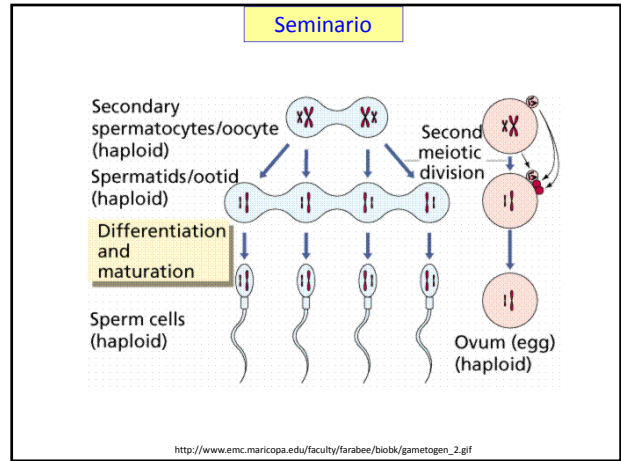 Seminario
Secondary
spermatocytes/oocyte
(haploid)
Second
meiotic
division
Spermatids/ootid
(haploid)
Differentiation
and
maturation
Sperm cells
(haploid)
Ovum (egg)
(haploid)
http://www.emc.maricopa.edu/faculty/farabee/biobk/gametogen_2.gif